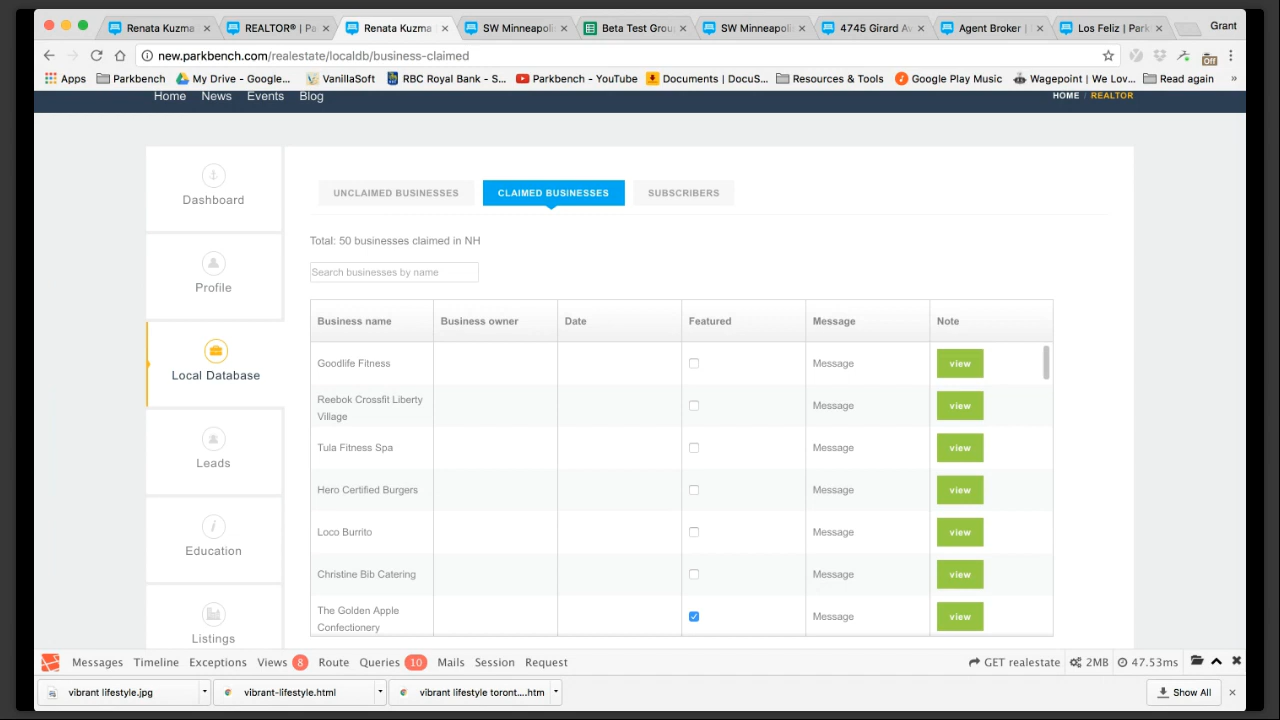 Renata Kuzma
REALTOR® | Pa
Renata Kuzma
SW Minneapolis
Beta Test Grou
SW Minneapolis
4745 Girard Av
Agent Broker |
Los Feliz | Park
Grant
new.parkbench.com/realestate/localdb/business-claimed
Off
Apps
Parkbench
My Drive - Google...
VanillaSoft
RBC Royal Bank - S...
Parkbench - YouTube
Documents | DocuS...
Resources & Tools
Google Play Music
Wagepoint | We Lov...
Read again
»
Home News Events Blog
HOME / REALTOR
Dashboard
Profile
Local Database
Leads
Education
Listings
UNCLAIMED BUSINESSES
CLAIMED BUSINESSES
SUBSCRIBERS
Total: 50 businesses claimed in NH
Search businesses by name
Business name Business owner Date Featured Message Note
Goodlife Fitness Message view
Reebok Crossfit Liberty
Village Message view
Tula Fitness Spa Message view
Hero Certified Burgers Message view
Loco Burrito Message view
Christine Bib Catering Message view
The Golden Apple
Confectionery Message view
Messages Timeline Exceptions Views 8 Route Queries 10 Mails Session Request
GET realestate 2MB 47.53ms
vibrant lifestyle.jpg
vibrant-lifestyle.html
vibrant lifestyle toront....htm
Show All